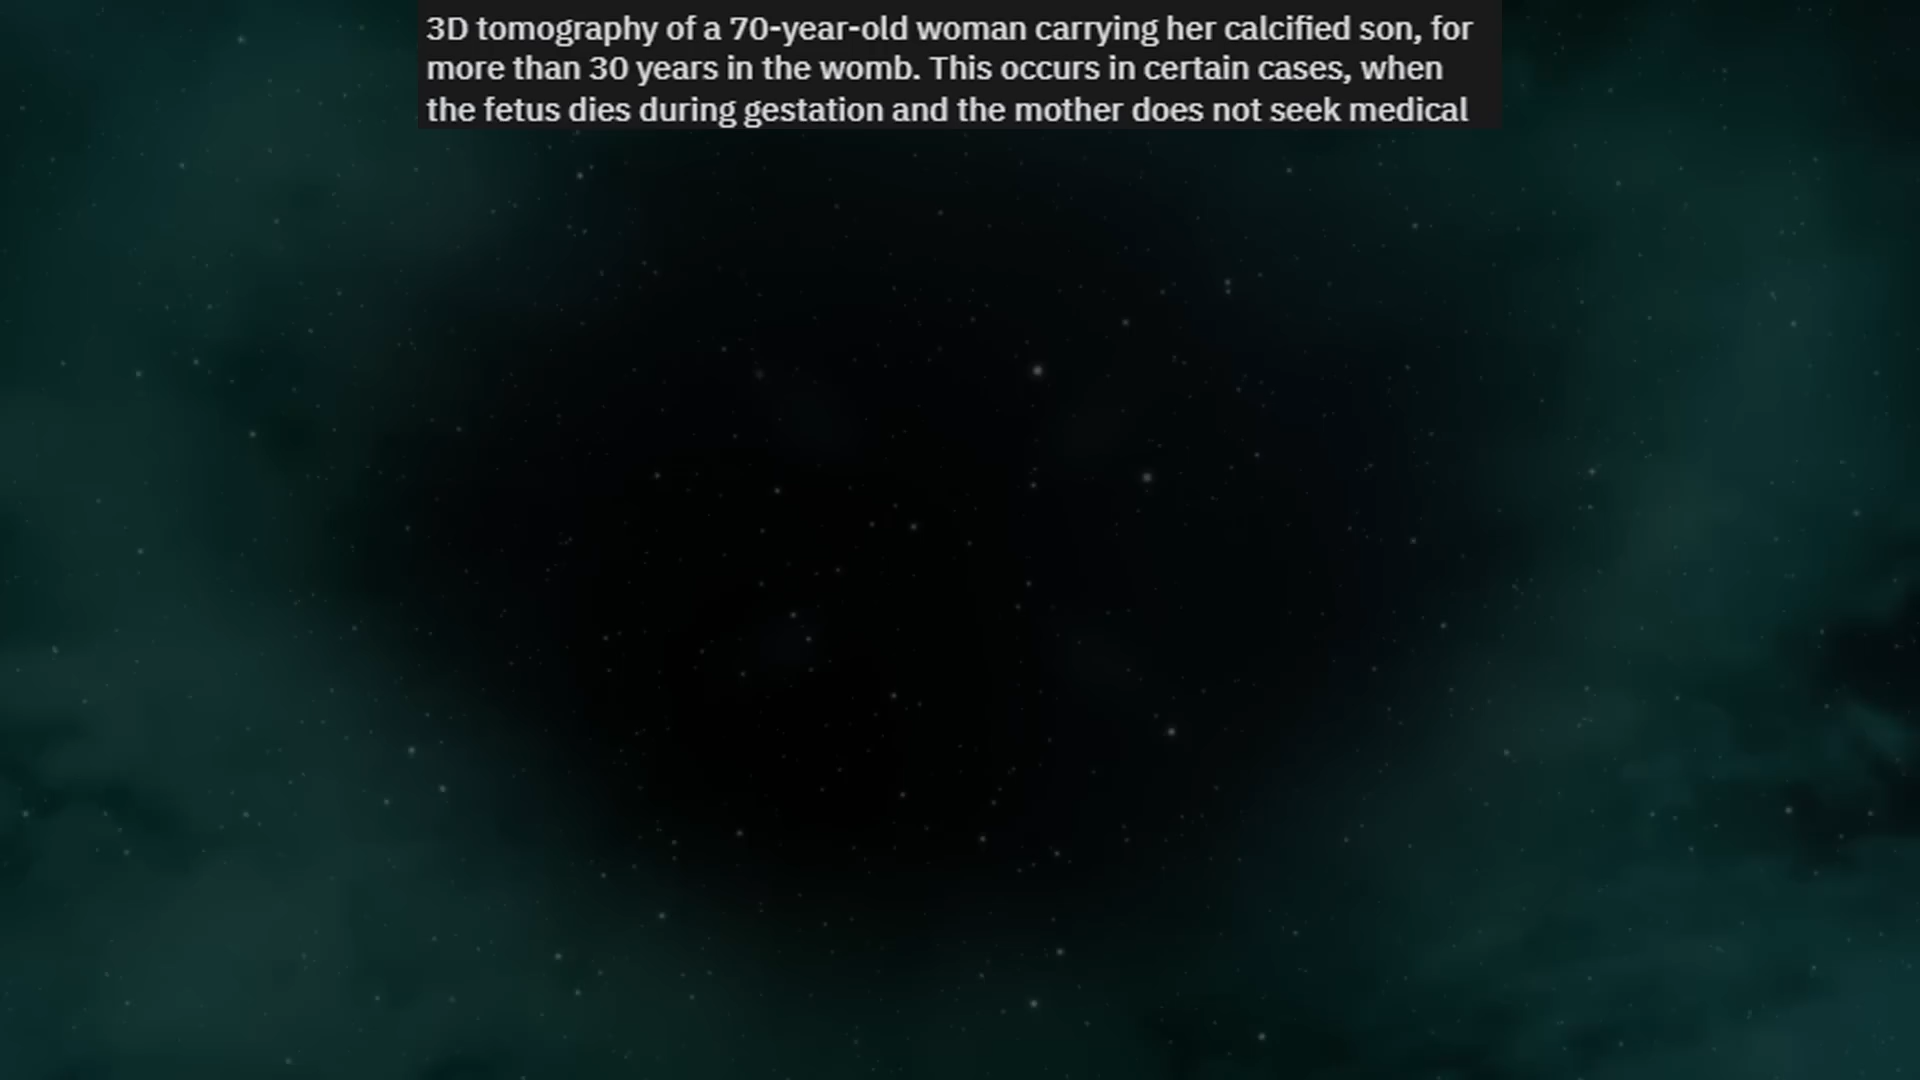 3D tomography of a 70-year-old woman carrying her calcified son, for
more than 30 years in the womb. This occurs in certain cases, when
the fetus dies during gestation and the mother does not seek medical